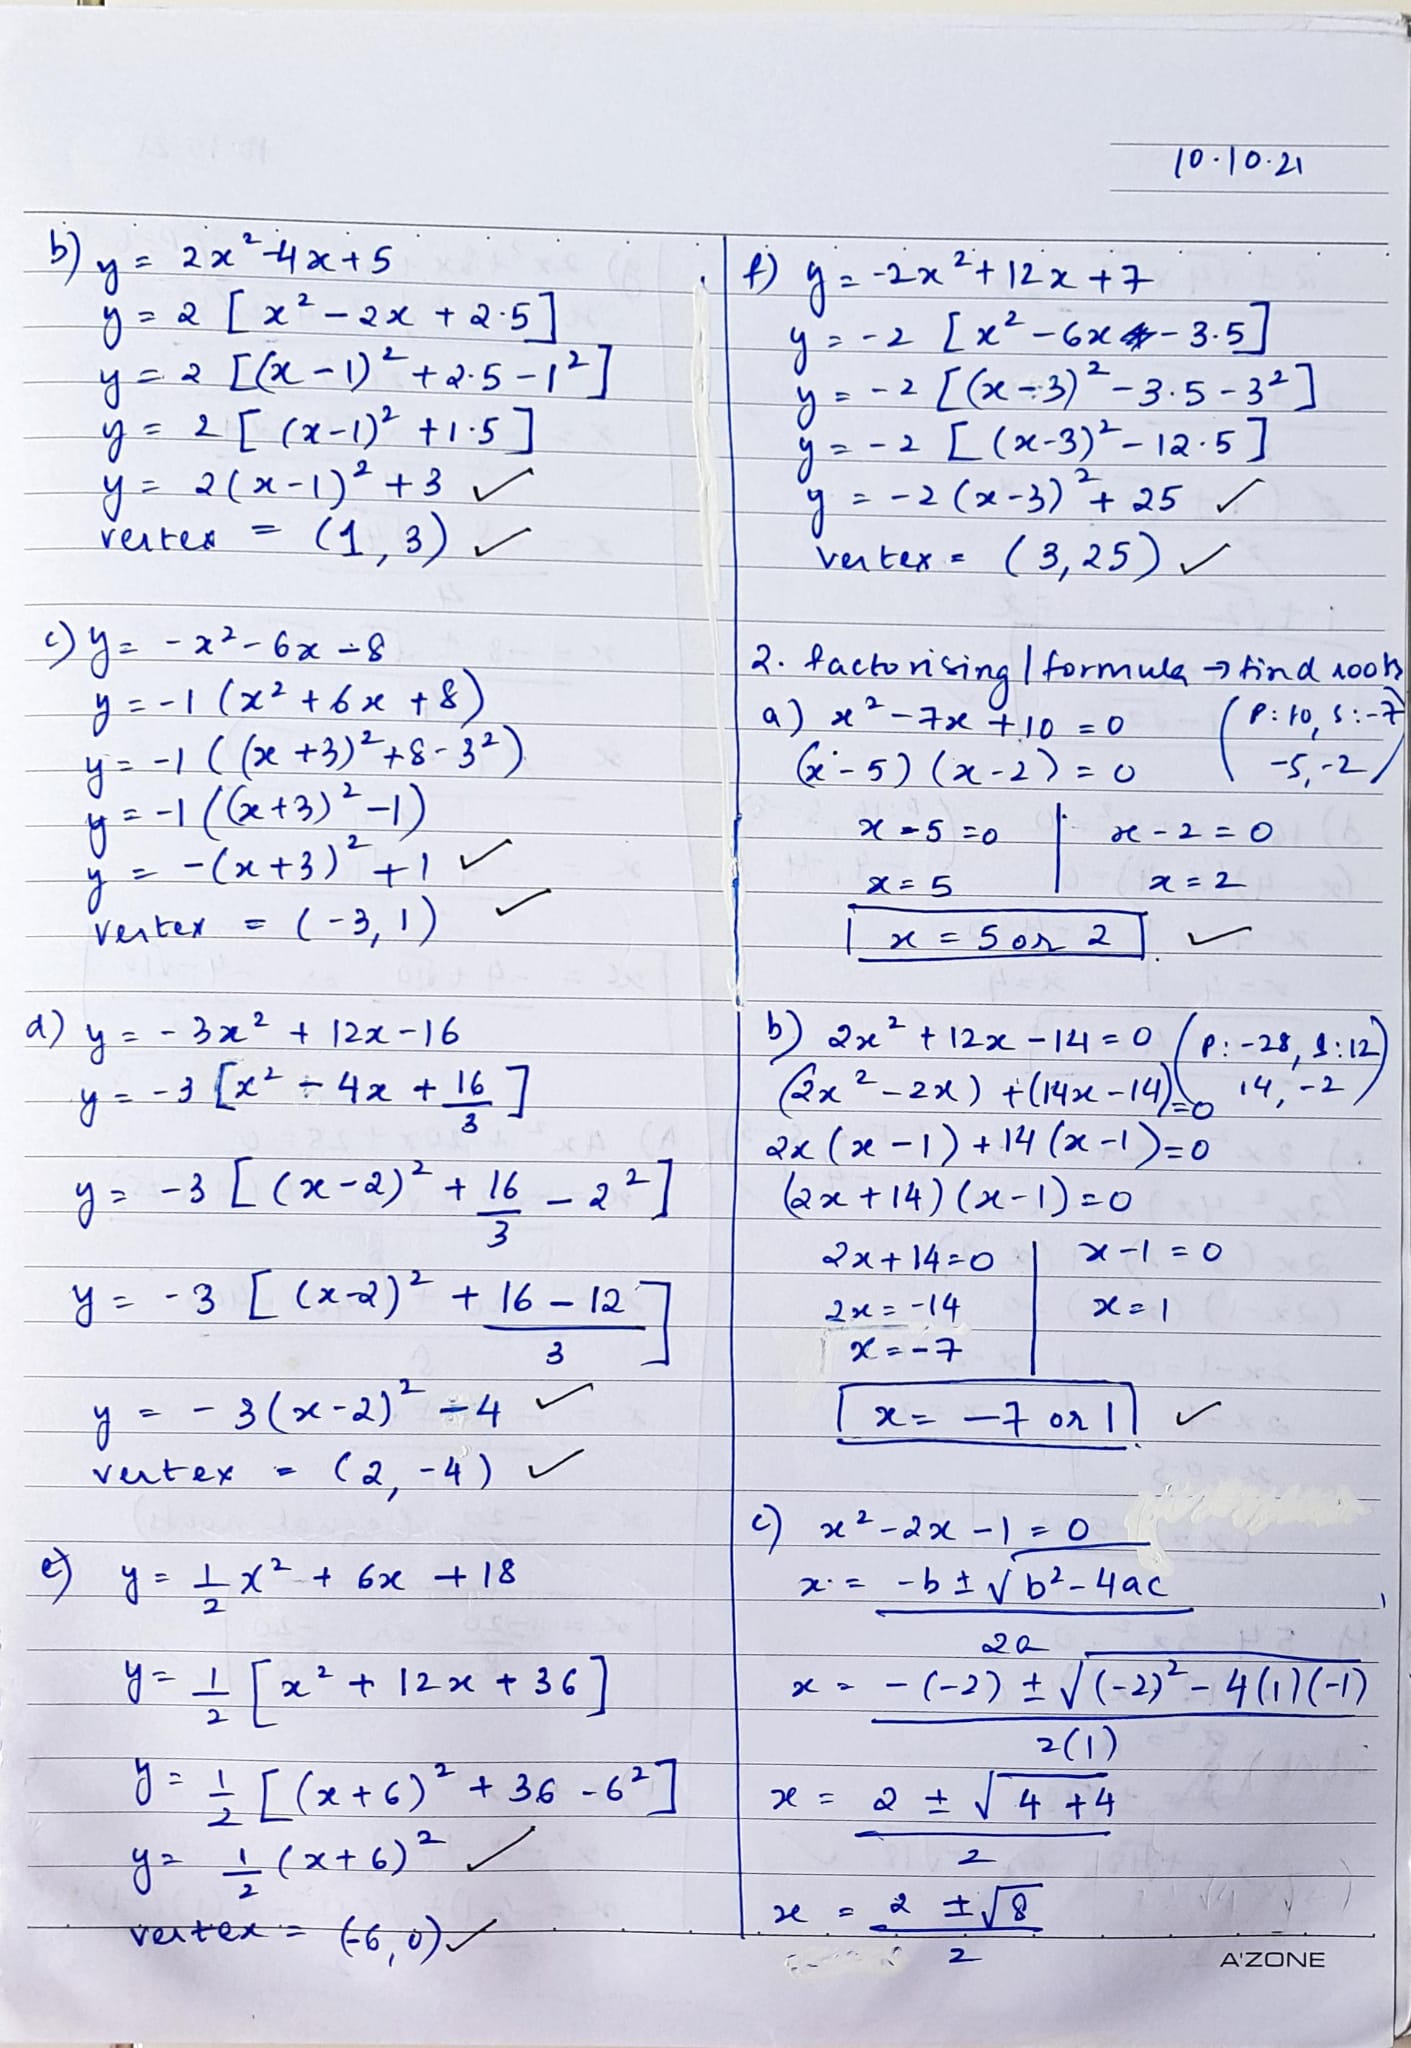 10.10.21
b) y = 2x² - 4x + 5
y = 2 [x² - 2x + 2.5]
y = 2 [(x - 1)² + 2.5 - 1²]
y = 2 [(x-1)² + 1.5]
y = 2(x-1)² + 3 ✓
vertex = (1, 3) ✓
c) y = - x² - 6x - 8
y = -1 (x² + 6x + 8)
y = -1 ((x + 3)² + 8 - 3²)
y = -1 ((x+3)² - 1)
y = -(x+3)² + 1 ✓
vertex = (-3, 1) ✓
d) y = - 3x² + 12x - 16
y = -3 [x² - 4x + 16/3]
y = -3 [(x-2)² + 16/3 - 2²]
y = -3 [(x-2)² + (16 - 12)/3]
y = - 3(x-2)² - 4 ✓
vertex = (2, -4) ✓
e) y = 1/2 x² + 6x + 18
y = 1/2 [x² + 12x + 36]
y = 1/2 [(x+6)² + 36 - 6²]
y = 1/2 (x+6)² ✓
vertex = (-6, 0) ✓
f) y = -2x² + 12x + 7
y = -2 [x² - 6x - 3.5]
y = -2 [(x-3)² - 3.5 - 3²]
y = -2 [(x-3)² - 12.5]
y = -2 (x-3)² + 25 ✓
vertex = (3, 25) ✓
2. factorising / formula → find roots
a) x² - 7x + 10 = 0 (P: 10, S: -7
(x - 5) (x - 2) = 0 -5, -2)
x - 5 = 0 | x - 2 = 0
x = 5 | x = 2
x = 5 or 2 ✓
b) 2x² + 12x - 14 = 0 (P: -28, S: 12
(2x² - 2x) + (14x - 14) = 0 14, -2)
2x (x - 1) + 14 (x - 1) = 0
(2x + 14) (x - 1) = 0
2x + 14 = 0 | x - 1 = 0
2x = -14 | x = 1
x = -7
x = -7 or 1 ✓
c) x² - 2x - 1 = 0
x = (-b ± √(b² - 4ac))/2a
x = (-(-2) ± √((-2)² - 4(1)(-1)))/2(1)
x = (2 ± √(4 + 4))/2
x = (2 ± √8)/2
A'ZONE